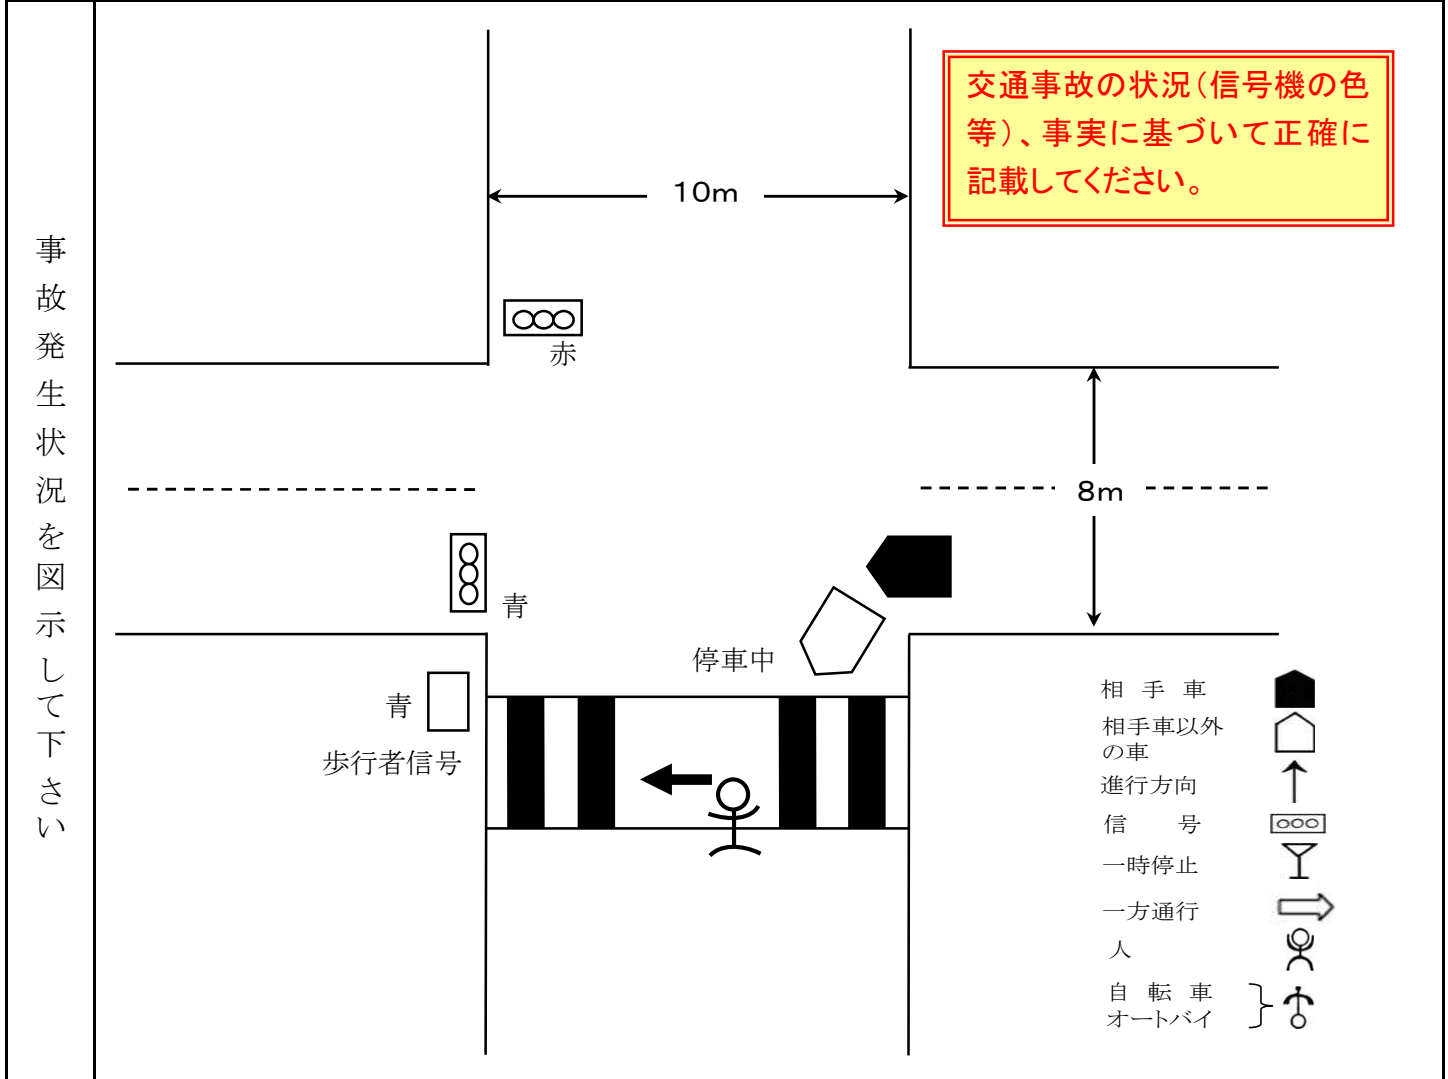 事故発生状況を図示して下さい
交通事故の状況（信号機の色
等）、事実に基づいて正確に
記載してください。
10m
赤
8m
青
停車中
青
歩行者信号
相手車
相手車以外
の車
進行方向
信号
一時停止
一方通行
人
自転車
オートバイ